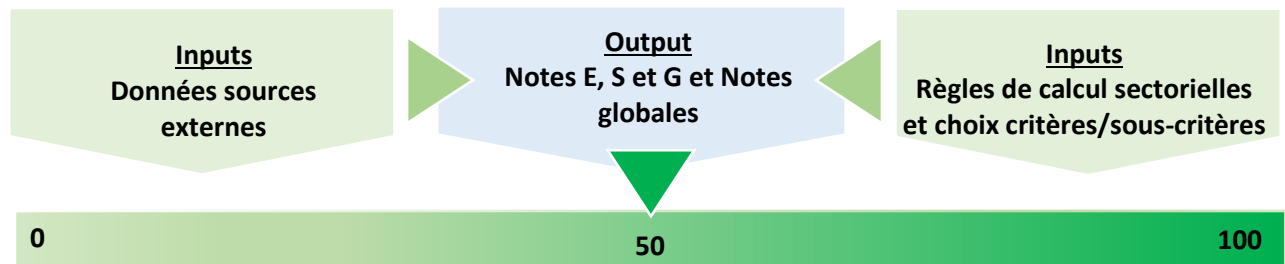 Inputs
Données sources
externes
Output
Notes E, S et G et Notes
globales
Inputs
Règles de calcul sectorielles
et choix critères/sous-critères
0
50
100